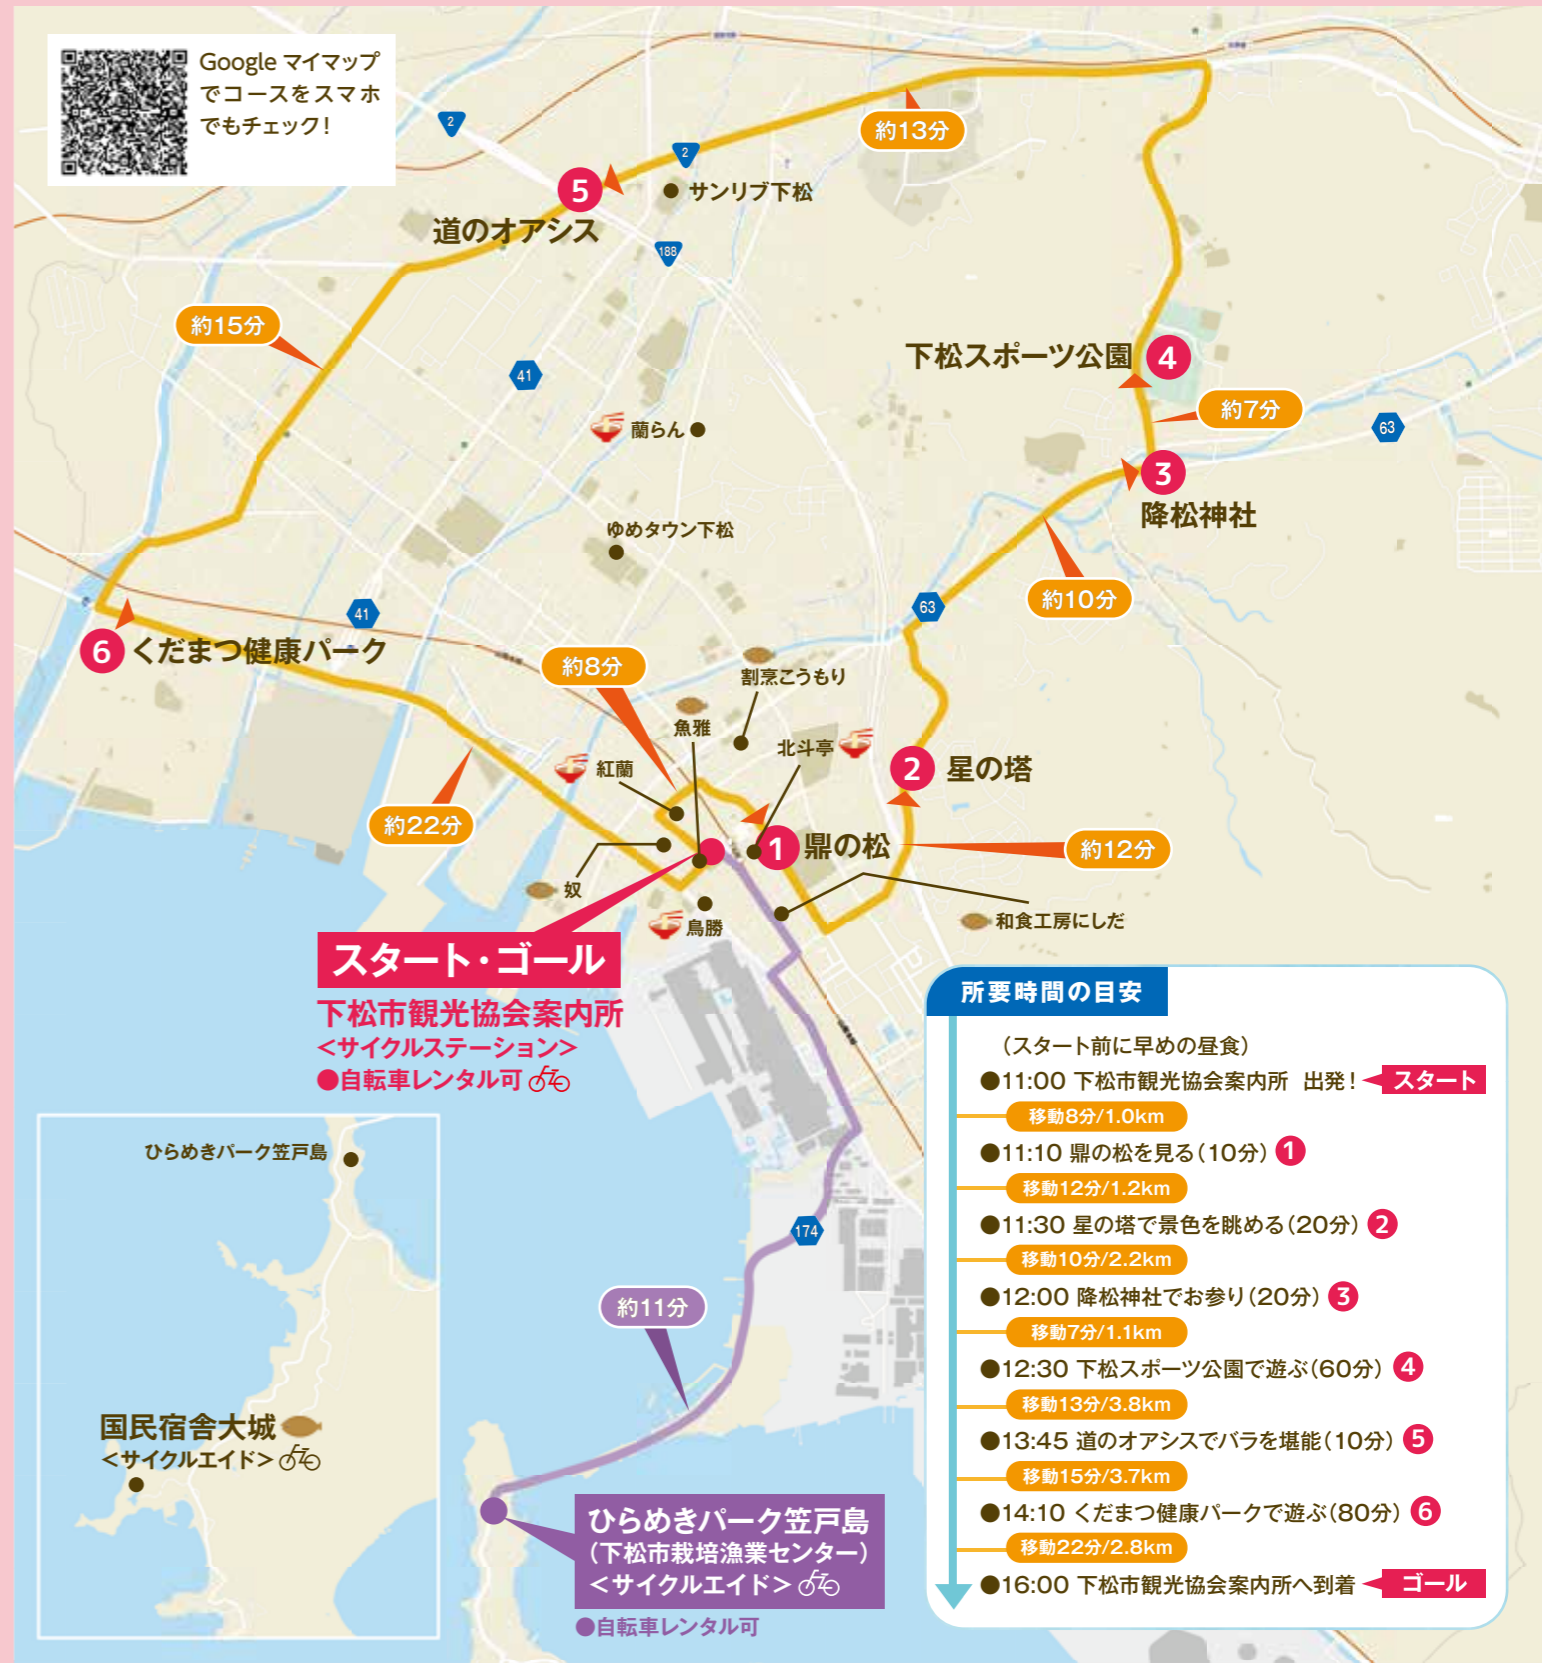 Google マイマップ
でコースをスマホ
でもチェック!
2
2
約13分
5
道のオアシス
サンリブ下松
188
約15分
41
下松スポーツ公園
4
約7分
63
蘭らん
3
降松神社
ゆめタウン下松
約10分
63
41
6
くだまつ健康パーク
約8分
割烹こうもり
魚雅
北斗亭
紅蘭
2
星の塔
約22分
1
鼎の松
約12分
奴
鳥勝
和食工房にしだ
スタート・ゴール
下松市観光協会案内所
<サイクルステーション>
●自転車レンタル可
174
約11分
ひらめきパーク笠戸島
国民宿舎大城
<サイクルエイド>
ひらめきパーク笠戸島
(下松市栽培漁業センター)
<サイクルエイド>
●自転車レンタル可
所要時間の目安
(スタート前に早めの昼食)
●11:00 下松市観光協会案内所 出発! スタート
移動8分/1.0km
●11:10 鼎の松を見る(10分) 1
移動12分/1.2km
●11:30 星の塔で景色を眺める(20分) 2
移動10分/2.2km
●12:00 降松神社でお参り(20分) 3
移動7分/1.1km
●12:30 下松スポーツ公園で遊ぶ(60分) 4
移動13分/3.8km
●13:45 道のオアシスでバラを堪能(10分) 5
移動15分/3.7km
●14:10 くだまつ健康パークで遊ぶ(80分) 6
移動22分/2.8km
●16:00 下松市観光協会案内所へ到着 ゴール